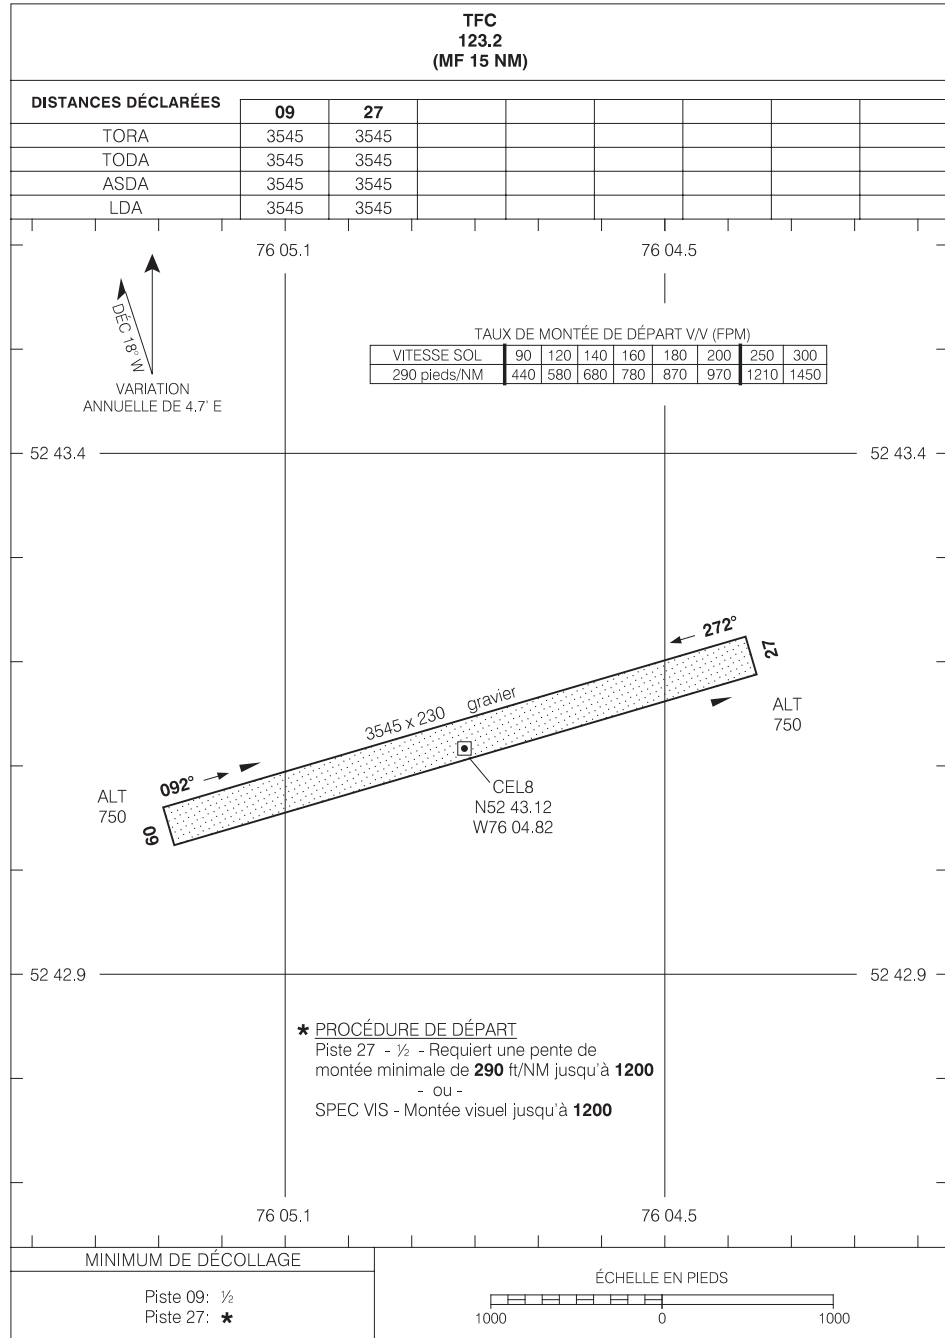 TFC
123.2
(MF 15 NM)
DISTANCES DÉCLARÉES 09 27
TORA 3545 3545
TODA 3545 3545
ASDA 3545 3545
LDA 3545 3545
76 05.1 76 04.5
DÉC 18° W
VARIATION
ANNUELLE DE 4.7' E
TAUX DE MONTÉE DE DÉPART V/V (FPM)
VITESSE SOL 90 120 140 160 180 200 250 300
290 pieds/NM 440 580 680 780 870 970 1210 1450
52 43.4 52 43.4
272°
27
ALT
750
3545 x 230 gravier
092°
ALT
750
09
CEL8
N52 43.12
W76 04.82
52 42.9 52 42.9
* PROCÉDURE DE DÉPART
Piste 27 - ½ - Requiert une pente de
montée minimale de 290 ft/NM jusqu'à 1200
- ou -
SPEC VIS - Montée visuel jusqu'à 1200
76 05.1 76 04.5
MINIMUM DE DÉCOLLAGE
Piste 09: ½
Piste 27: *
ÉCHELLE EN PIEDS
1000 0 1000